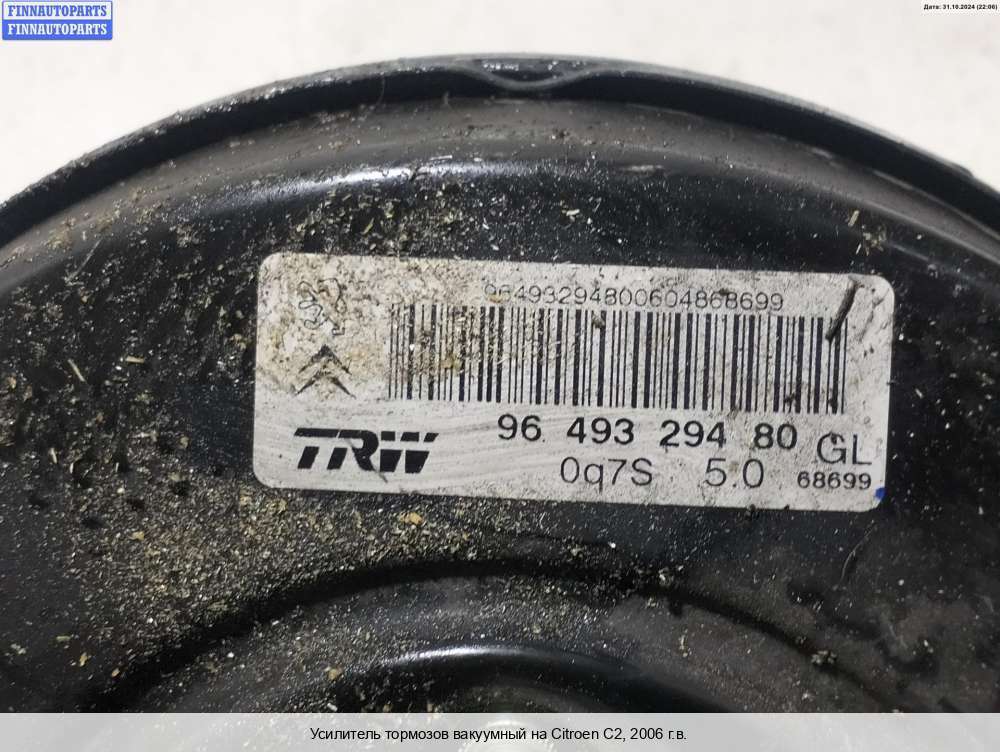 FINNAUTOPARTS
FINNAUTOPARTS
Дата: 31.10.2024 (22:06)
96493294800604868699
TRW
96 493 294 80 GL
0q7S 5.0 68699
Усилитель тормозов вакуумный на Citroen C2, 2006 г.в.